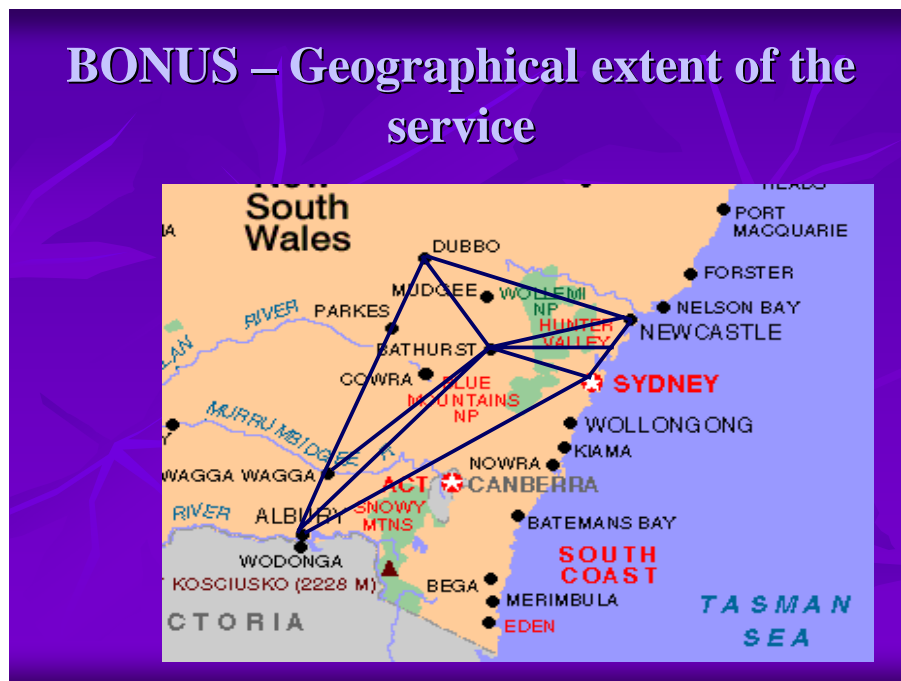 BONUS – Geographical extent of the
service
New
HEADS
South
Wales
PORT
MACQUARIE
IA
DUBBO
FORSTER
MUDGEE
WOLLEMI
NP
NELSON BAY
RIVER
PARKES
HUNTER
VALLEY
NEWCASTLE
BATHURST
LAN
COWRA
BLUE
MOUNTAINS
NP
SYDNEY
MURRUMBIDGEE
R
WOLLONGONG
Y
KIAMA
NOWRA
WAGGA WAGGA
ACT
CANBERRA
RIVER
ALBURY
SNOWY
MTNS
BATEMANS BAY
WODONGA
SOUTH
COAST
T KOSCIUSKO (2228 M)
BEGA
MERIMBULA
TASMAN
SEA
CTORIA
EDEN